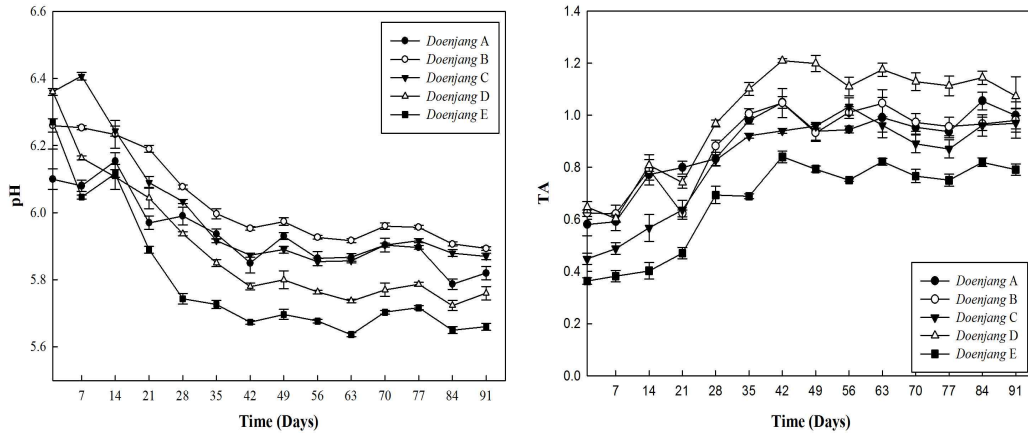 6.6
6.4
6.2
6.0
5.8
5.6
pH
7 14 21 28 35 42 49 56 63 70 77 84 91
Time (Days)
Doenjang A
Doenjang B
Doenjang C
Doenjang D
Doenjang E
1.4
1.2
1.0
0.8
0.6
0.4
0.2
0.0
TA
7 14 21 28 35 42 49 56 63 70 77 84 91
Time (Days)
Doenjang A
Doenjang B
Doenjang C
Doenjang D
Doenjang E